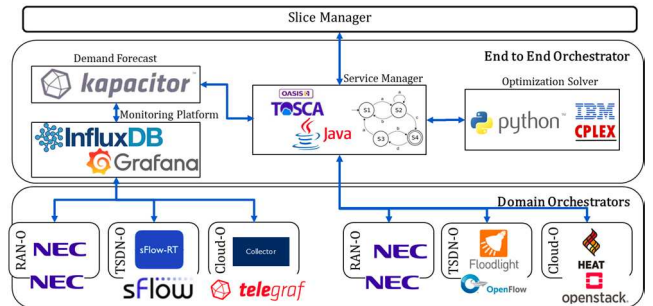 Slice Manager
End to End Orchestrator
Demand Forecast
kapacitor™
Monitoring Platform
InfluxDB
Grafana
Service Manager
OASIS
TOSCA
Java
S1
S2
S3
S4
Optimization Solver
python™
IBM
CPLEX
Domain Orchestrators
RAN-O
NEC
NEC
TSDN-O
sFlow-RT
sFlow
Cloud-O
Collector
telegraf
RAN-O
NEC
NEC
TSDN-O
Floodlight
OpenFlow
Cloud-O
HEAT
openstack.